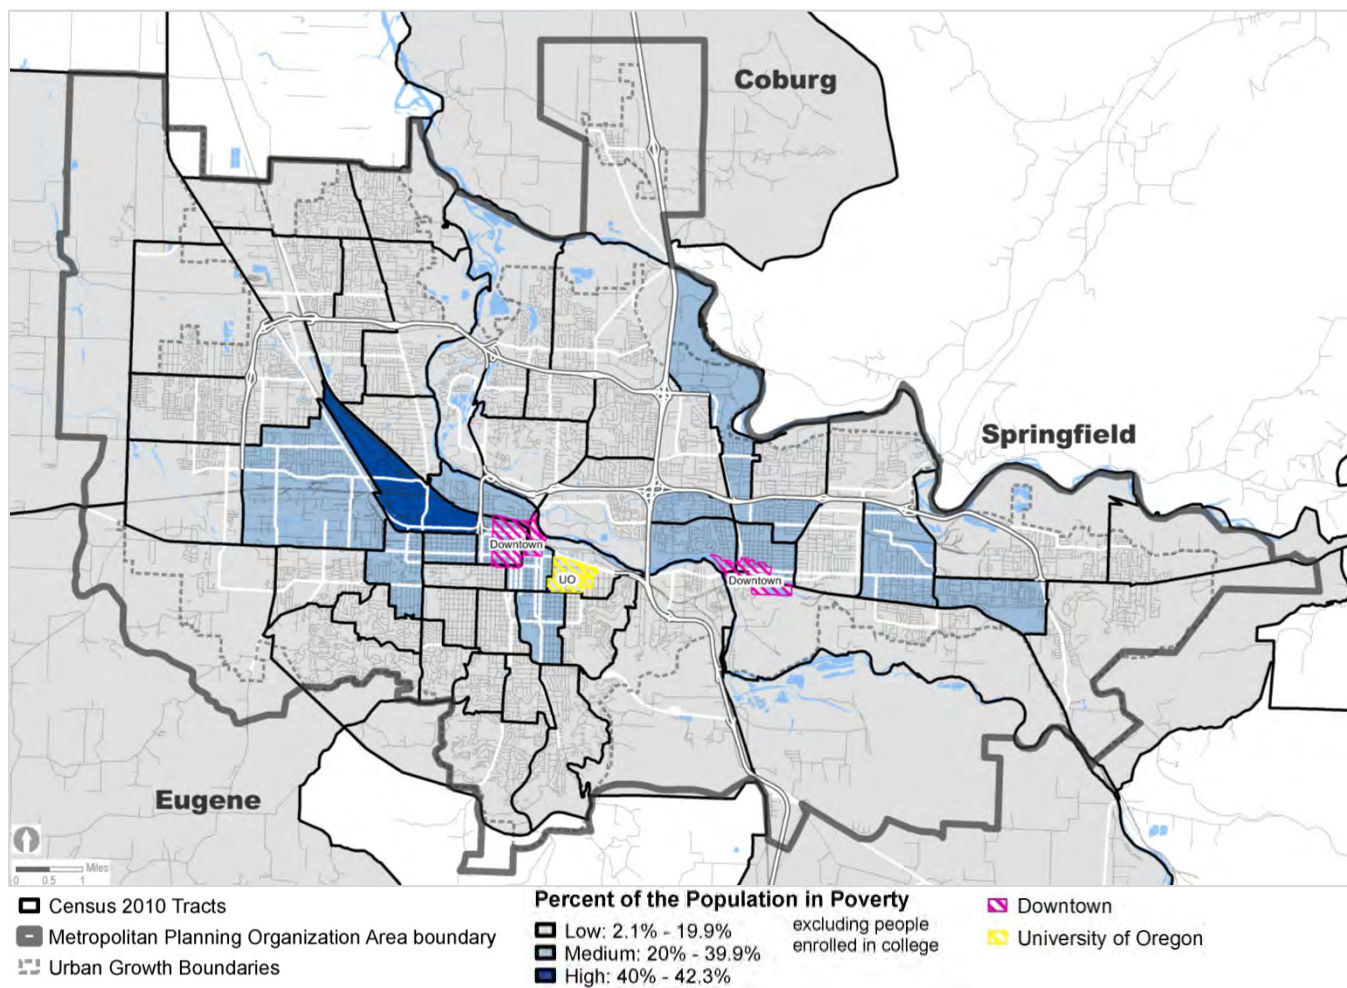 Coburg
Springfield
Downtown
UO
Downtown
Eugene
Miles
0 0.5 1
Census 2010 Tracts
Metropolitan Planning Organization Area boundary
Urban Growth Boundaries
Percent of the Population in Poverty
excluding people
enrolled in college
Low: 2.1% - 19.9%
Medium: 20% - 39.9%
High: 40% - 42.3%
Downtown
University of Oregon